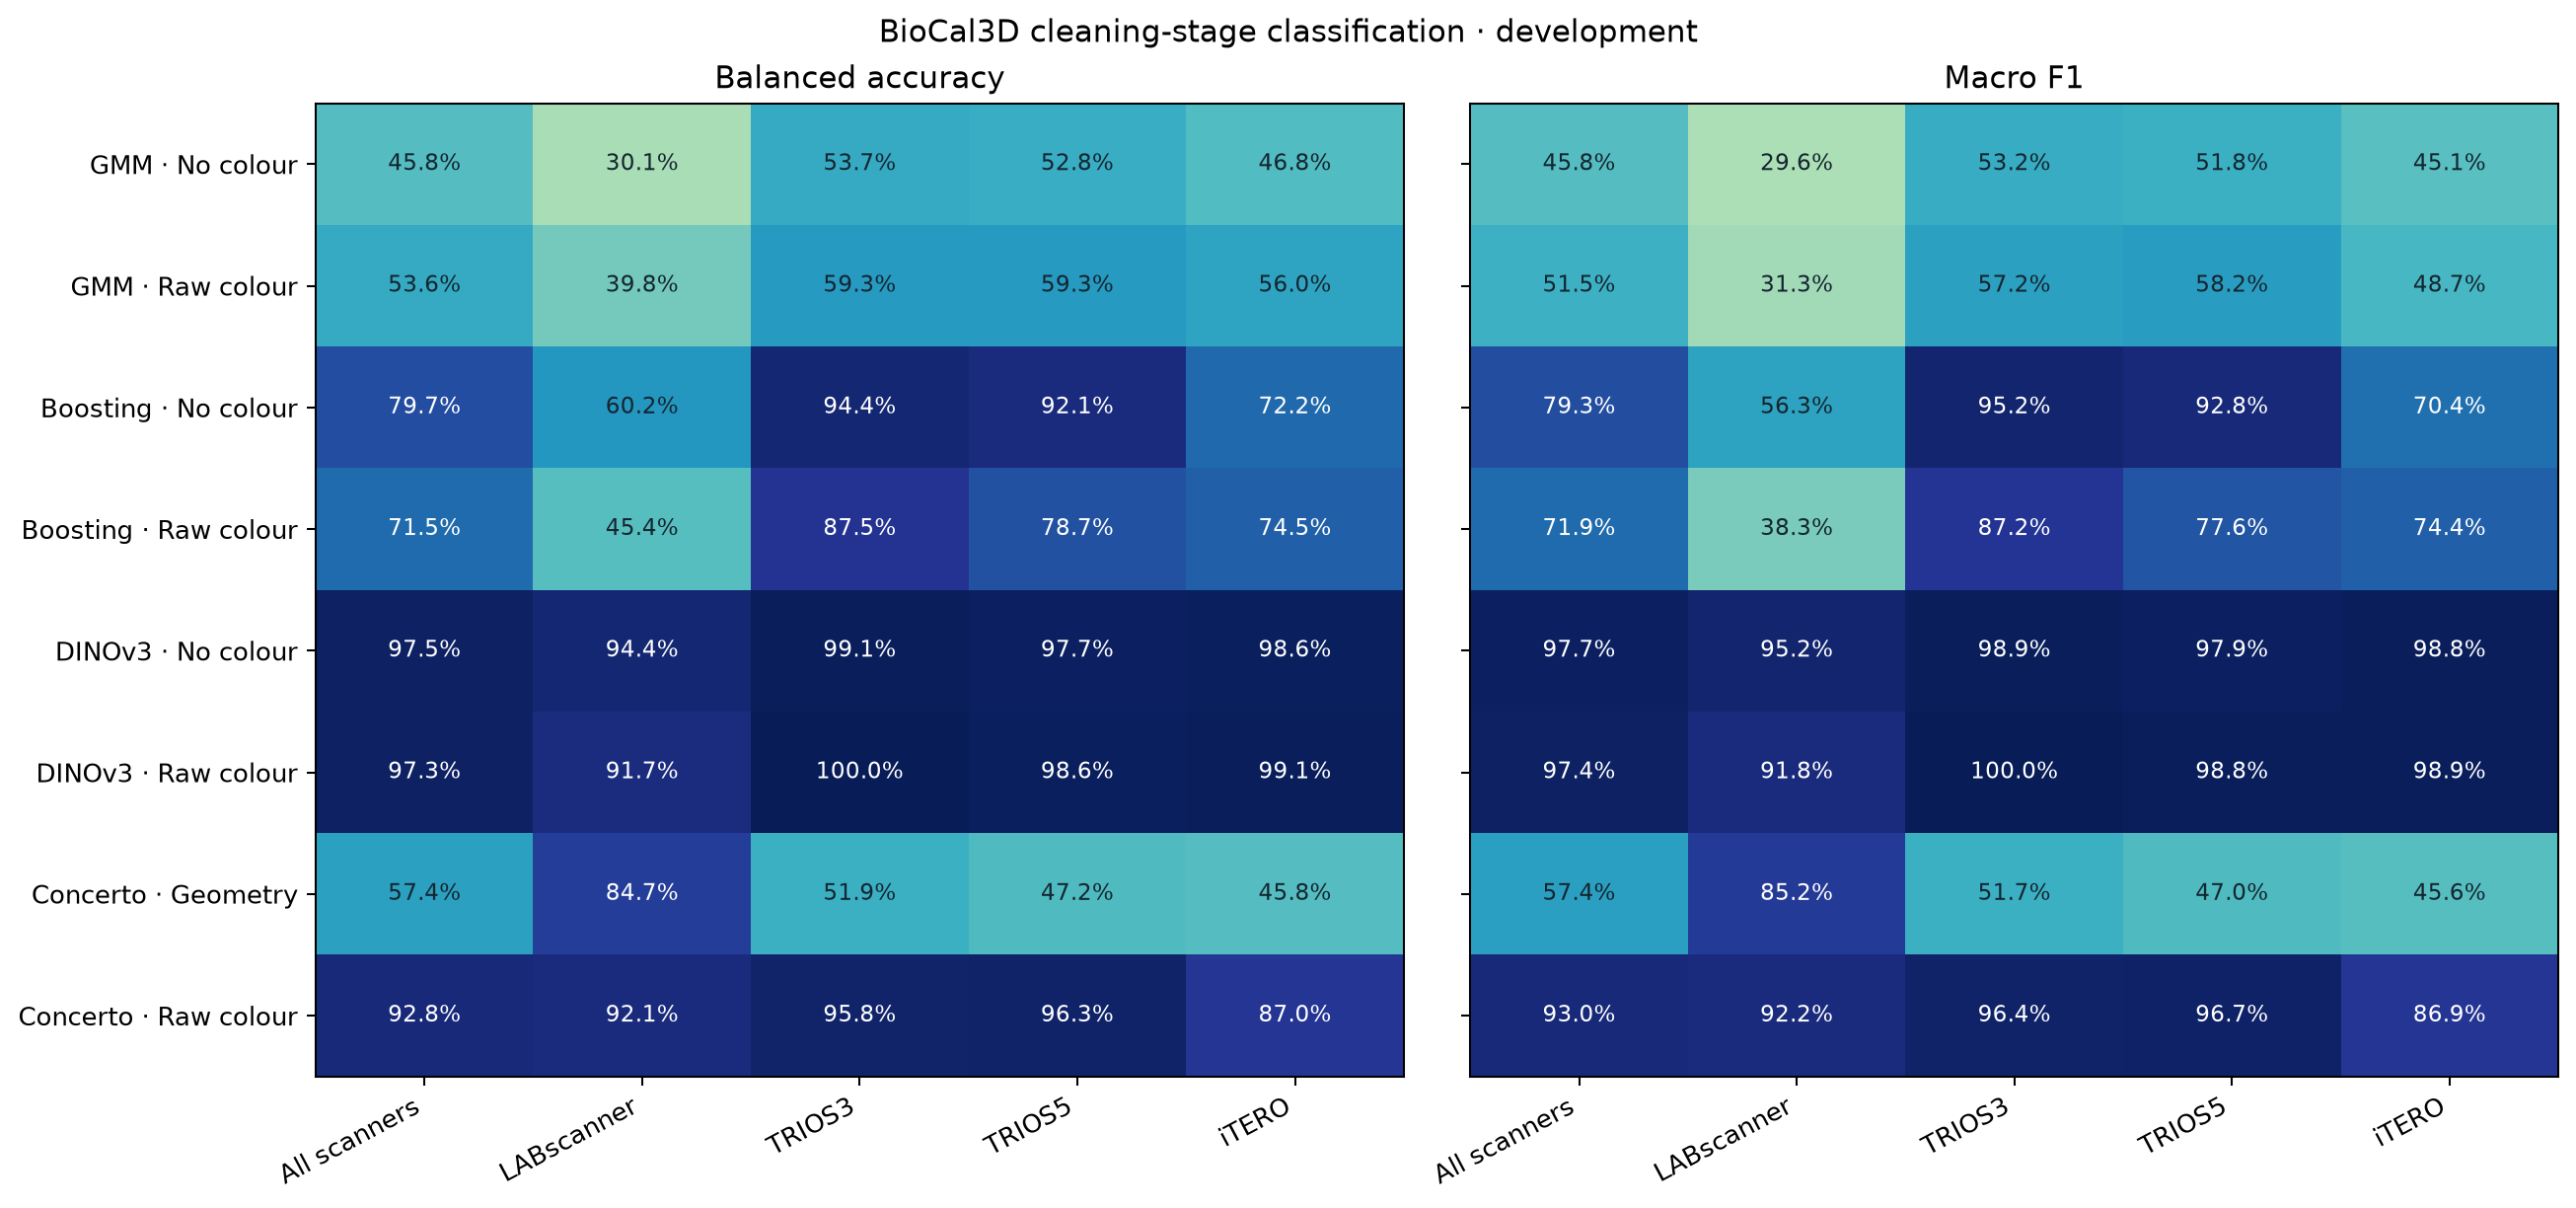 BioCal3D cleaning-stage classification · development
Balanced accuracy
Macro F1
GMM · No colour 45.8% 30.1% 53.7% 52.8% 46.8% 45.8% 29.6% 53.2% 51.8% 45.1%
GMM · Raw colour 53.6% 39.8% 59.3% 59.3% 56.0% 51.5% 31.3% 57.2% 58.2% 48.7%
Boosting · No colour 79.7% 60.2% 94.4% 92.1% 72.2% 79.3% 56.3% 95.2% 92.8% 70.4%
Boosting · Raw colour 71.5% 45.4% 87.5% 78.7% 74.5% 71.9% 38.3% 87.2% 77.6% 74.4%
DINOv3 · No colour 97.5% 94.4% 99.1% 97.7% 98.6% 97.7% 95.2% 98.9% 97.9% 98.8%
DINOv3 · Raw colour 97.3% 91.7% 100.0% 98.6% 99.1% 97.4% 91.8% 100.0% 98.8% 98.9%
Concerto · Geometry 57.4% 84.7% 51.9% 47.2% 45.8% 57.4% 85.2% 51.7% 47.0% 45.6%
Concerto · Raw colour 92.8% 92.1% 95.8% 96.3% 87.0% 93.0% 92.2% 96.4% 96.7% 86.9%
All scanners LABscanner TRIOS3 TRIOS5 iTERO All scanners LABscanner TRIOS3 TRIOS5 iTERO